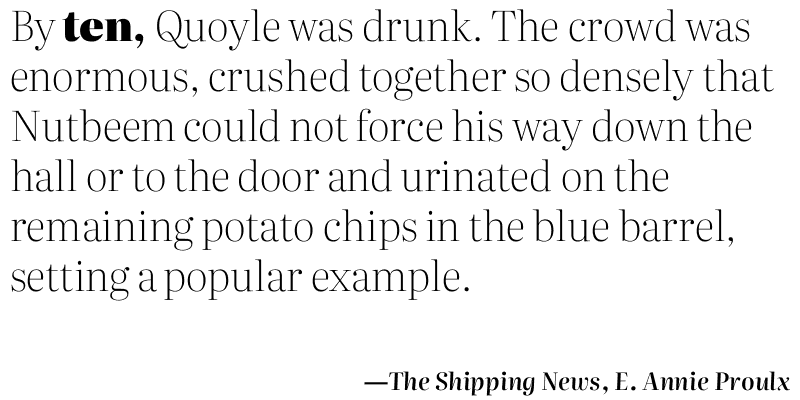 By ten, Quoyle was drunk. The crowd was
enormous, crushed together so densely that
Nutbeem could not force his way down the
hall or to the door and urinated on the
remaining potato chips in the blue barrel,
setting a popular example.
—The Shipping News, E. Annie Proulx